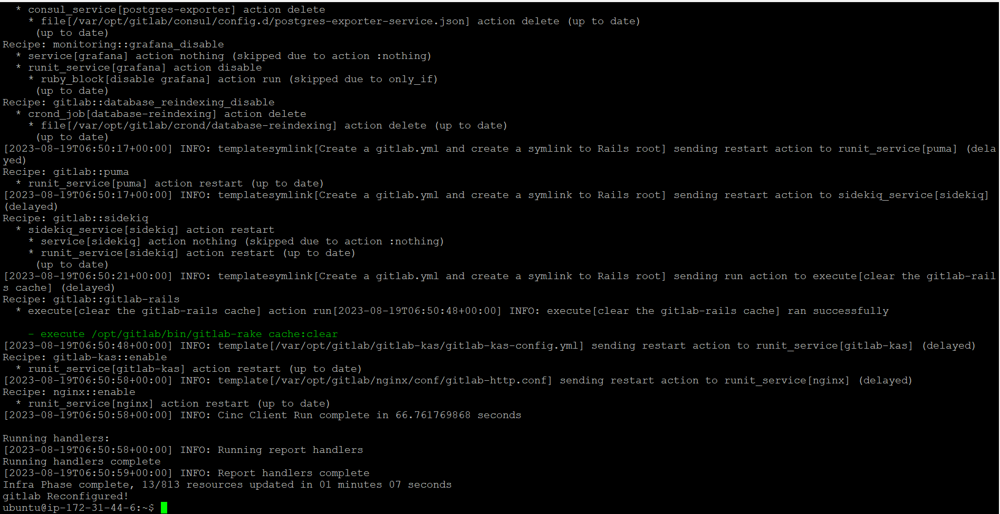 * consul_service[postgres-exporter] action delete
    * file[/var/opt/gitlab/consul/config.d/postgres-exporter-service.json] action delete (up to date)
     (up to date)
Recipe: monitoring::grafana_disable
  * service[grafana] action nothing (skipped due to action :nothing)
  * runit_service[grafana] action disable
    * ruby_block[disable grafana] action run (skipped due to only_if)
     (up to date)
Recipe: gitlab::database_reindexing_disable
  * crond_job[database-reindexing] action delete
    * file[/var/opt/gitlab/crond/database-reindexing] action delete (up to date)
     (up to date)
[2023-08-19T06:50:17+00:00] INFO: templatesymlink[Create a gitlab.yml and create a symlink to Rails root] sending restart action to runit_service[puma] (dela
yed)
Recipe: gitlab::puma
  * runit_service[puma] action restart (up to date)
[2023-08-19T06:50:17+00:00] INFO: templatesymlink[Create a gitlab.yml and create a symlink to Rails root] sending restart action to sidekiq_service[sidekiq]
(delayed)
Recipe: gitlab::sidekiq
  * sidekiq_service[sidekiq] action restart
    * service[sidekiq] action nothing (skipped due to action :nothing)
    * runit_service[sidekiq] action restart (up to date)
     (up to date)
[2023-08-19T06:50:21+00:00] INFO: templatesymlink[Create a gitlab.yml and create a symlink to Rails root] sending run action to execute[clear the gitlab-rail
s cache] (delayed)
Recipe: gitlab::gitlab-rails
  * execute[clear the gitlab-rails cache] action run[2023-08-19T06:50:48+00:00] INFO: execute[clear the gitlab-rails cache] ran successfully

    - execute /opt/gitlab/bin/gitlab-rake cache:clear
[2023-08-19T06:50:48+00:00] INFO: template[/var/opt/gitlab/gitlab-kas/gitlab-kas-config.yml] sending restart action to runit_service[gitlab-kas] (delayed)
Recipe: gitlab-kas::enable
  * runit_service[gitlab-kas] action restart (up to date)
[2023-08-19T06:50:58+00:00] INFO: template[/var/opt/gitlab/nginx/conf/gitlab-http.conf] sending restart action to runit_service[nginx] (delayed)
Recipe: nginx::enable
  * runit_service[nginx] action restart (up to date)
[2023-08-19T06:50:58+00:00] INFO: Cinc Client Run complete in 66.761769868 seconds

Running handlers:
[2023-08-19T06:50:58+00:00] INFO: Running report handlers
Running handlers complete
[2023-08-19T06:50:59+00:00] INFO: Report handlers complete
Infra Phase complete, 13/813 resources updated in 01 minutes 07 seconds
gitlab Reconfigured!
ubuntu@ip-172-31-44-6:~$